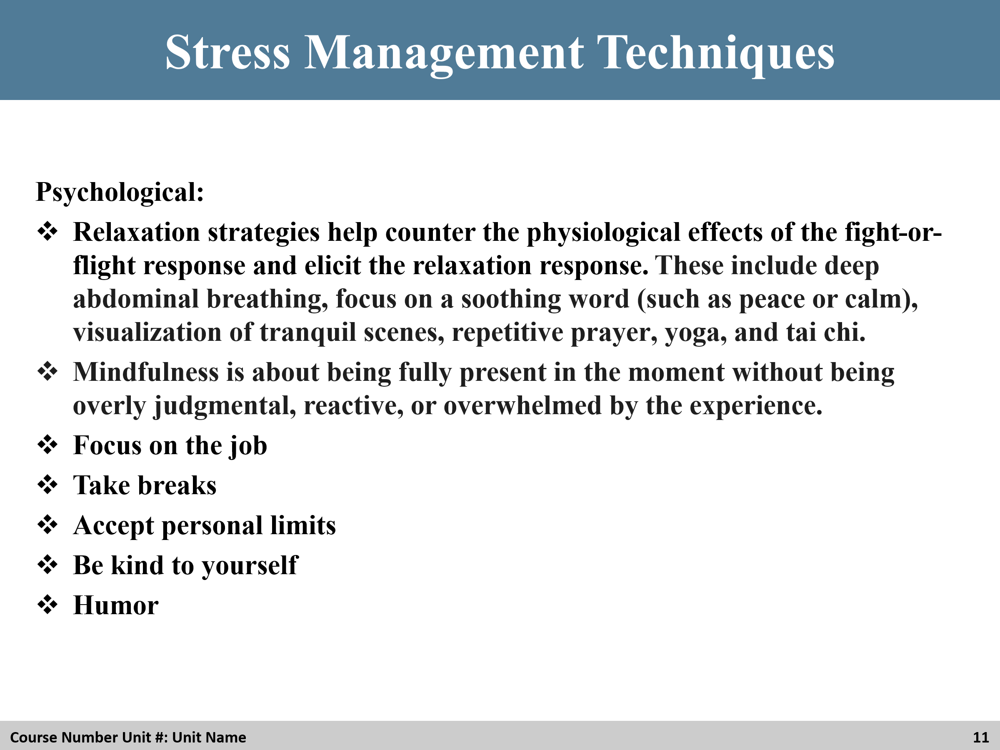 Stress Management Techniques
Psychological:
❖ Relaxation strategies help counter the physiological effects of the fight-or-
flight response and elicit the relaxation response. These include deep
abdominal breathing, focus on a soothing word (such as peace or calm),
visualization of tranquil scenes, repetitive prayer, yoga, and tai chi.
❖ Mindfulness is about being fully present in the moment without being
overly judgmental, reactive, or overwhelmed by the experience.
❖ Focus on the job
❖ Take breaks
❖ Accept personal limits
❖ Be kind to yourself
❖ Humor
Course Number Unit #: Unit Name 11